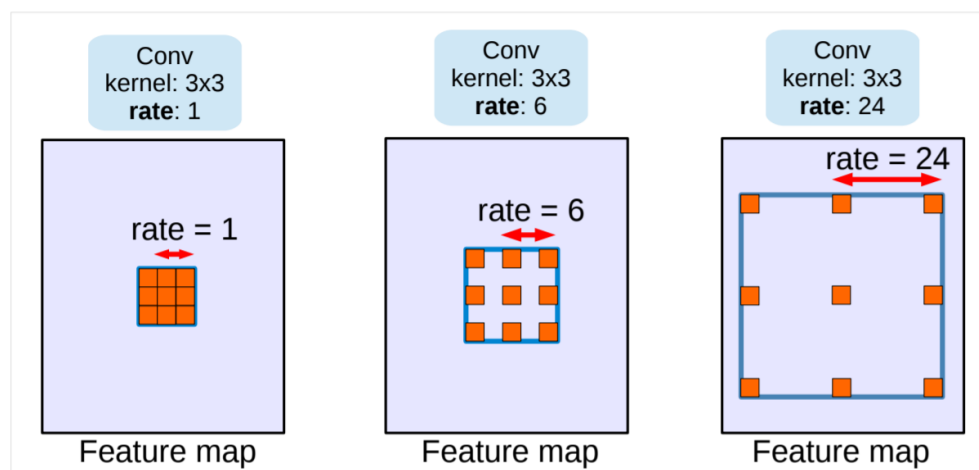 Conv
kernel: 3x3
rate: 1
Conv
kernel: 3x3
rate: 6
Conv
kernel: 3x3
rate: 24
rate = 1
rate = 6
rate = 24
Feature map
Feature map
Feature map